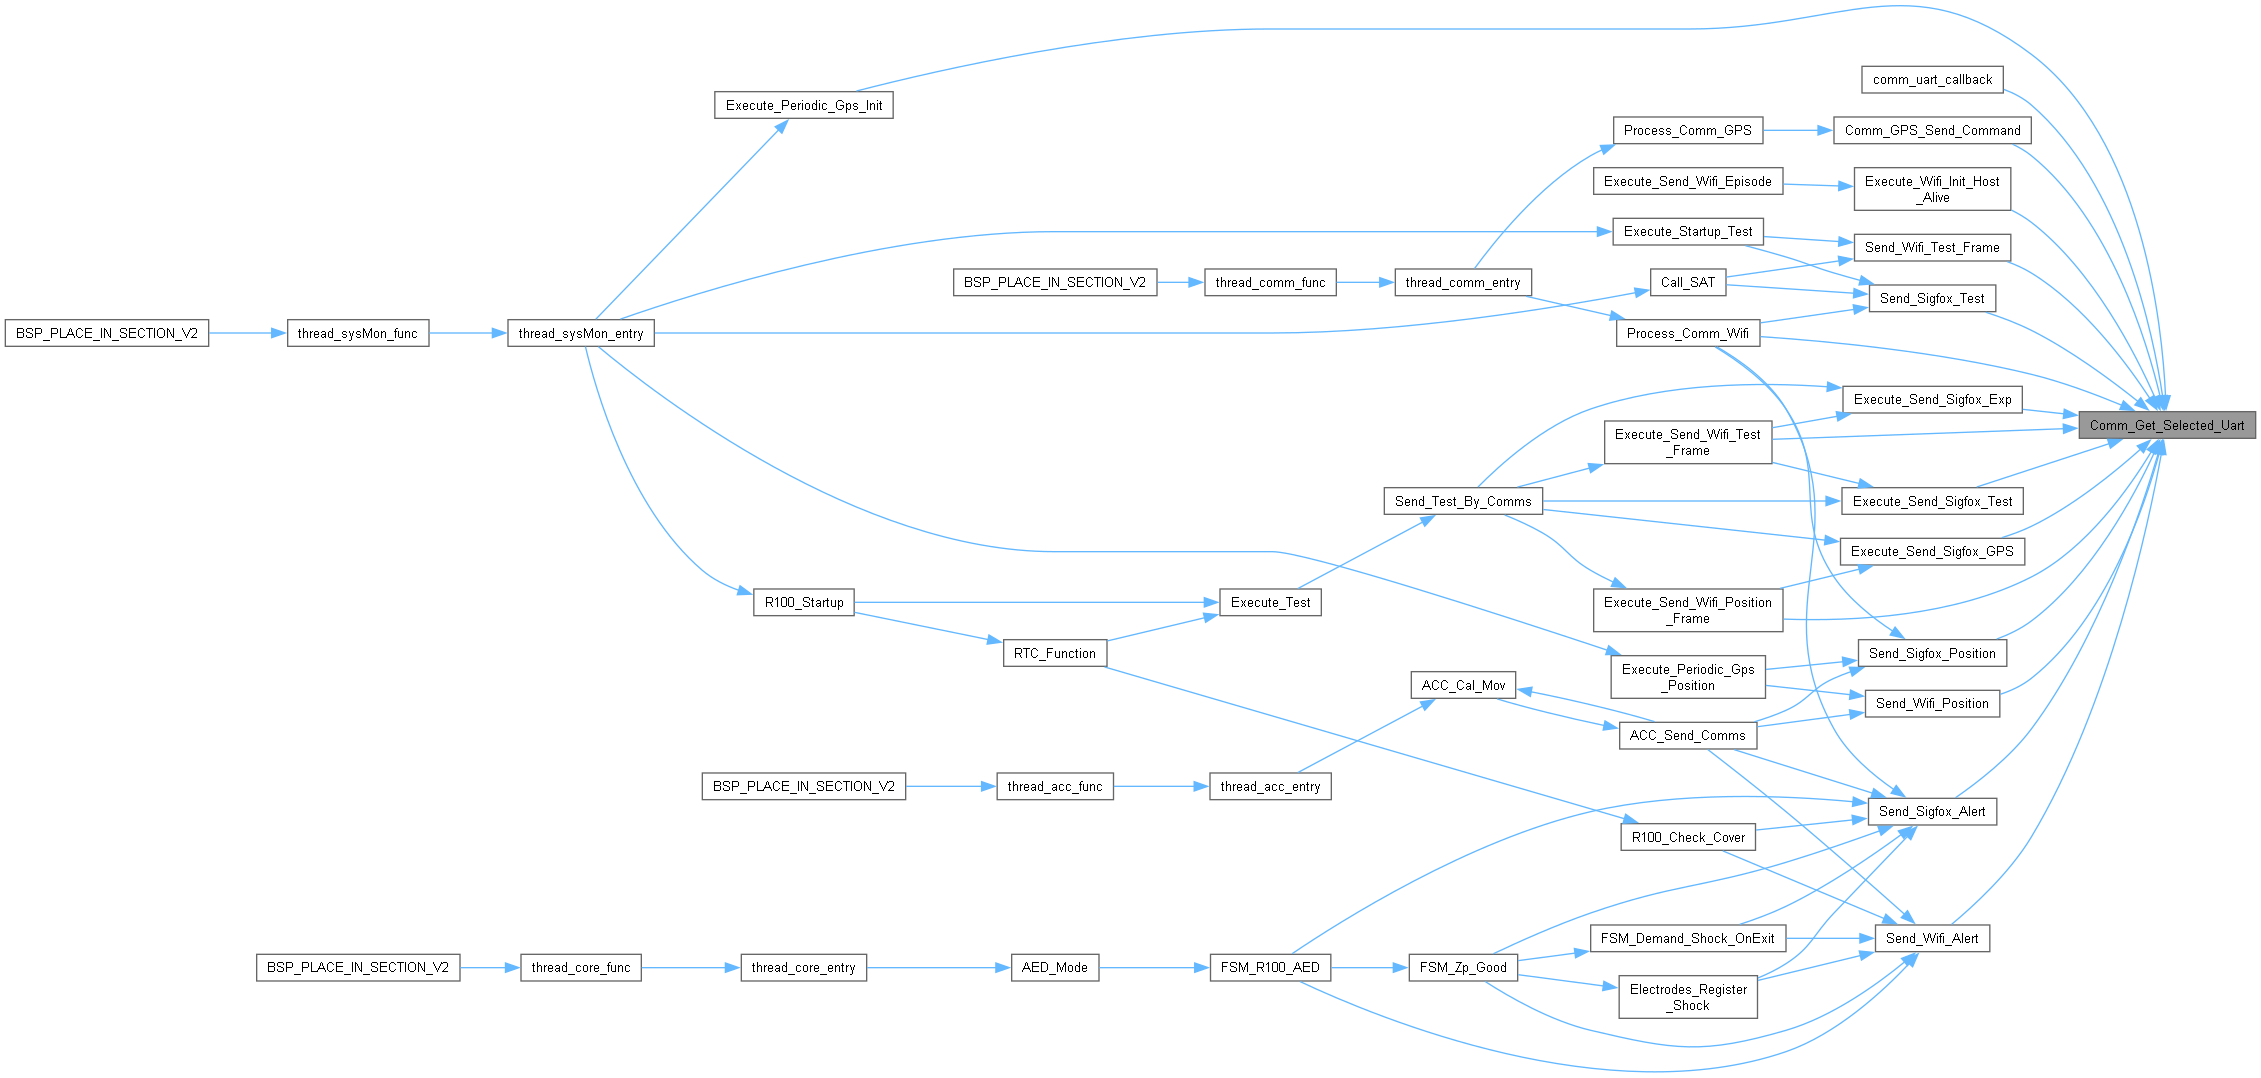 comm_uart_callback
Execute_Periodic_Gps_Init
Process_Comm_GPS
Comm_GPS_Send_Command
Execute_Send_Wifi_Episode
Execute_Wifi_Init_Host
_Alive
Execute_Startup_Test
Send_Wifi_Test_Frame
BSP_PLACE_IN_SECTION_V2
thread_comm_func
thread_comm_entry
Call_SAT
Send_Sigfox_Test
BSP_PLACE_IN_SECTION_V2
thread_sysMon_func
thread_sysMon_entry
Process_Comm_Wifi
Execute_Send_Sigfox_Exp
Comm_Get_Selected_Uart
Execute_Send_Wifi_Test
_Frame
Send_Test_By_Comms
Execute_Send_Sigfox_Test
Execute_Send_Sigfox_GPS
R100_Startup
Execute_Test
Execute_Send_Wifi_Position
_Frame
RTC_Function
Send_Sigfox_Position
Execute_Periodic_Gps
_Position
ACC_Cal_Mov
Send_Wifi_Position
ACC_Send_Comms
BSP_PLACE_IN_SECTION_V2
thread_acc_func
thread_acc_entry
Send_Sigfox_Alert
R100_Check_Cover
FSM_Demand_Shock_OnExit
Send_Wifi_Alert
BSP_PLACE_IN_SECTION_V2
thread_core_func
thread_core_entry
AED_Mode
FSM_R100_AED
FSM_Zp_Good
Electrodes_Register
_Shock